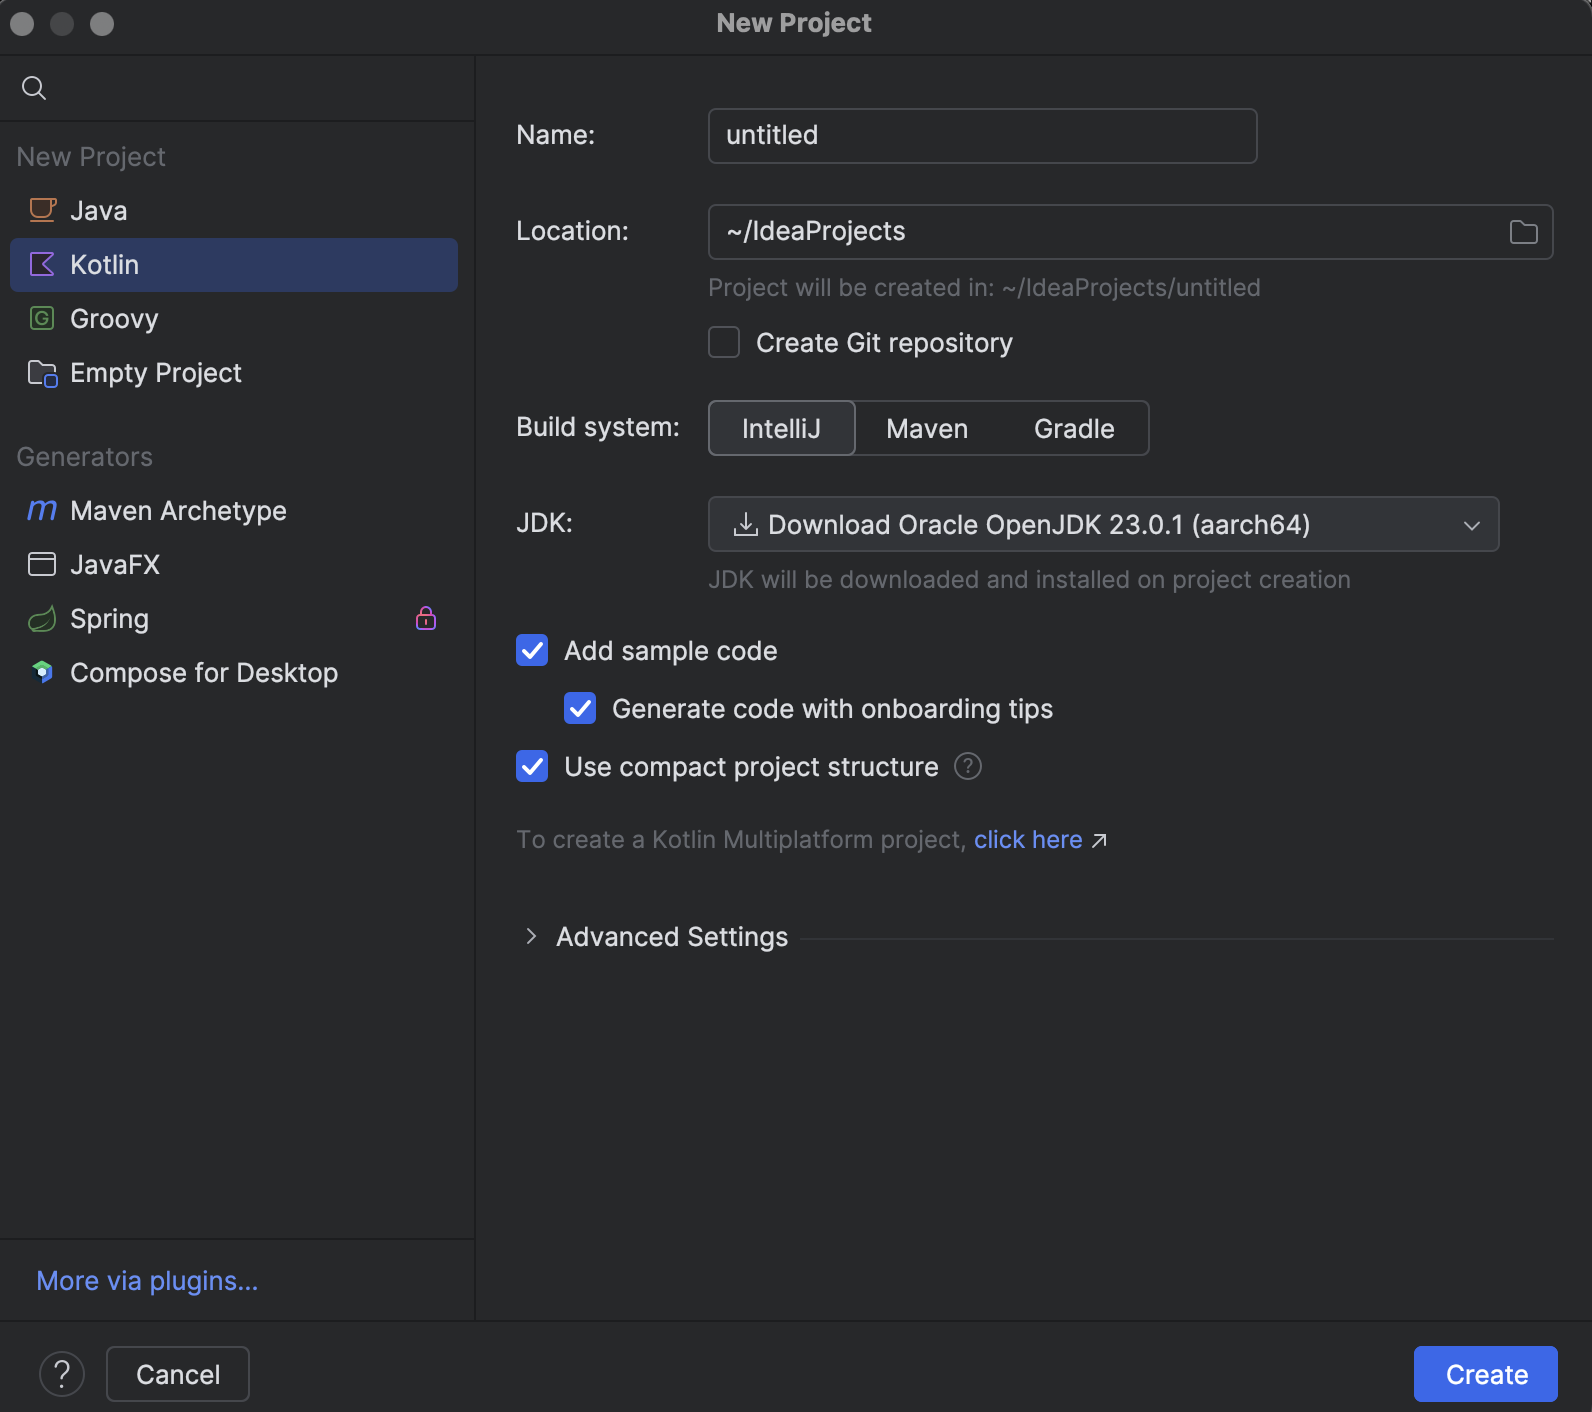 New Project
New Project
Java
Kotlin
Groovy
Empty Project
Generators
Maven Archetype
JavaFX
Spring
Compose for Desktop
More via plugins...
Name:
untitled
Location:
~/IdeaProjects
Project will be created in: ~/IdeaProjects/untitled
Create Git repository
Build system:
IntelliJ
Maven
Gradle
JDK:
Download Oracle OpenJDK 23.0.1 (aarch64)
JDK will be downloaded and installed on project creation
Add sample code
Generate code with onboarding tips
Use compact project structure ?
To create a Kotlin Multiplatform project, click here ↗
Advanced Settings
?
Cancel
Create